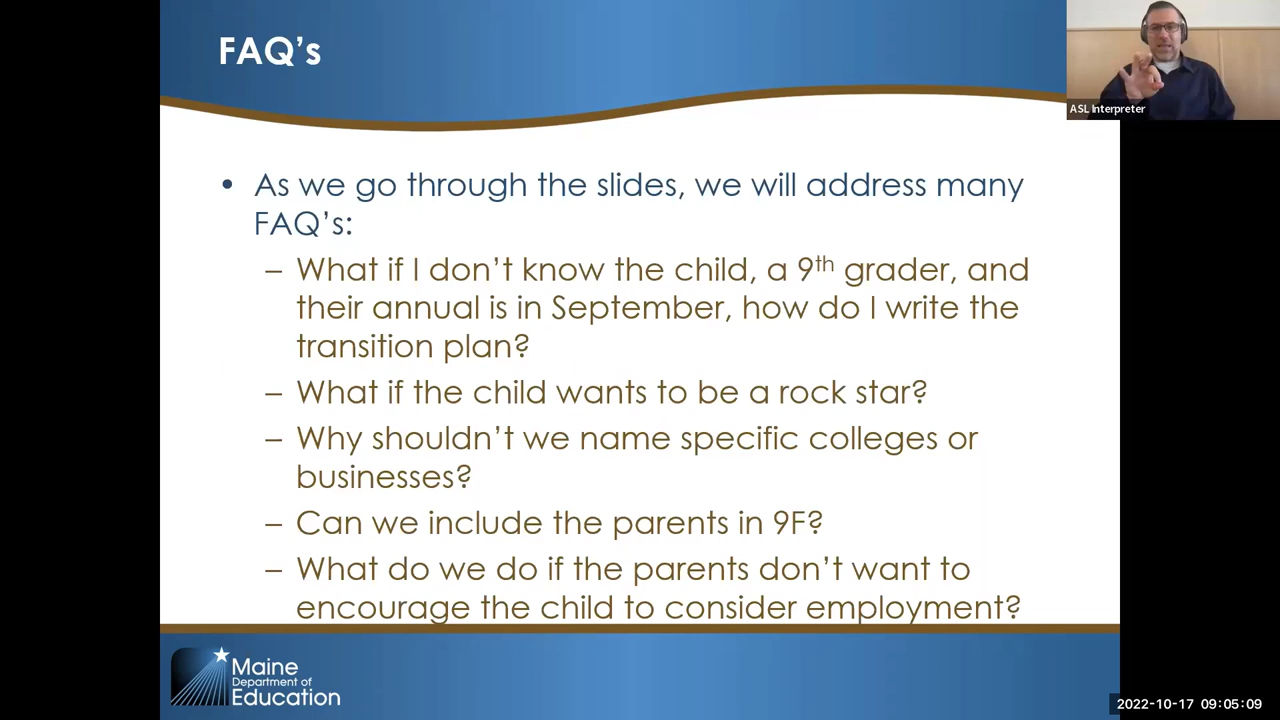 FAQ’s
ASL Interpreter
• As we go through the slides, we will address many
FAQ’s:
– What if I don’t know the child, a 9th grader, and
their annual is in September, how do I write the
transition plan?
– What if the child wants to be a rock star?
– Why shouldn’t we name specific colleges or
businesses?
– Can we include the parents in 9F?
– What do we do if the parents don’t want to
encourage the child to consider employment?
Maine
Department of
Education
2022-10-17 09:05:09